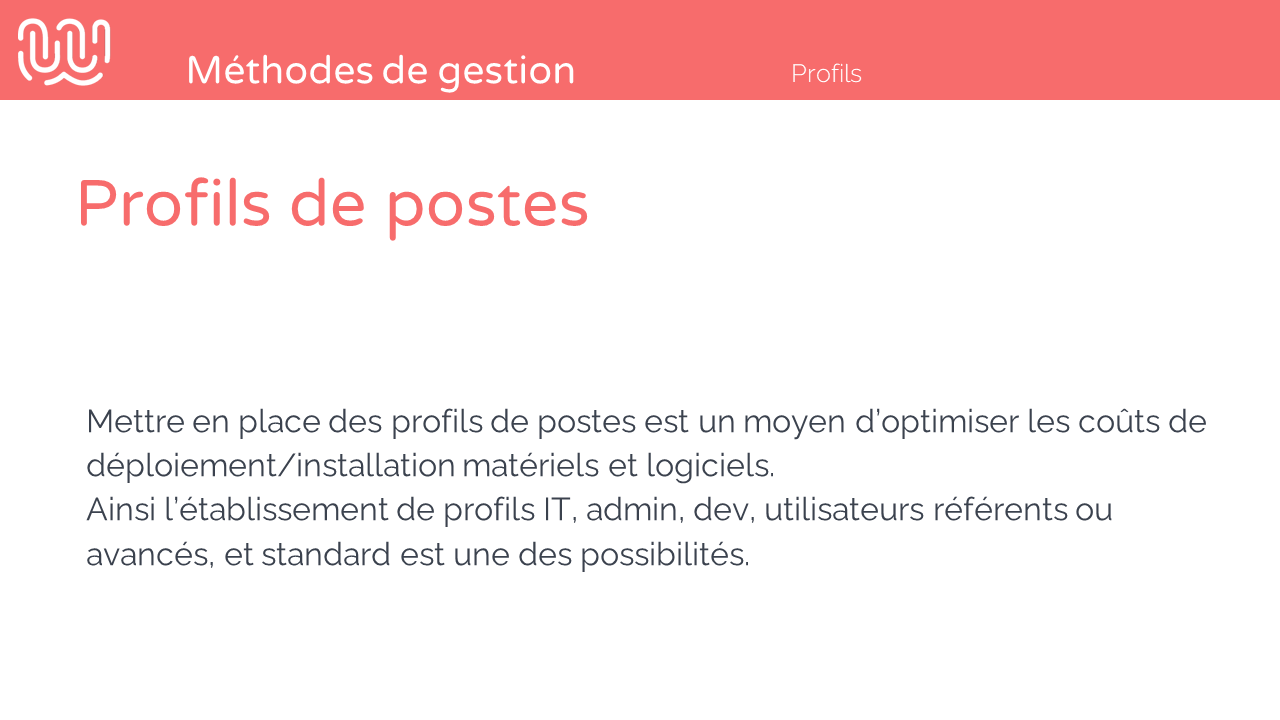 Méthodes de gestion
Profils
Profils de postes
Mettre en place des profils de postes est un moyen d’optimiser les coûts de
déploiement/installation matériels et logiciels.
Ainsi l’établissement de profils IT, admin, dev, utilisateurs référents ou
avancés, et standard est une des possibilités.